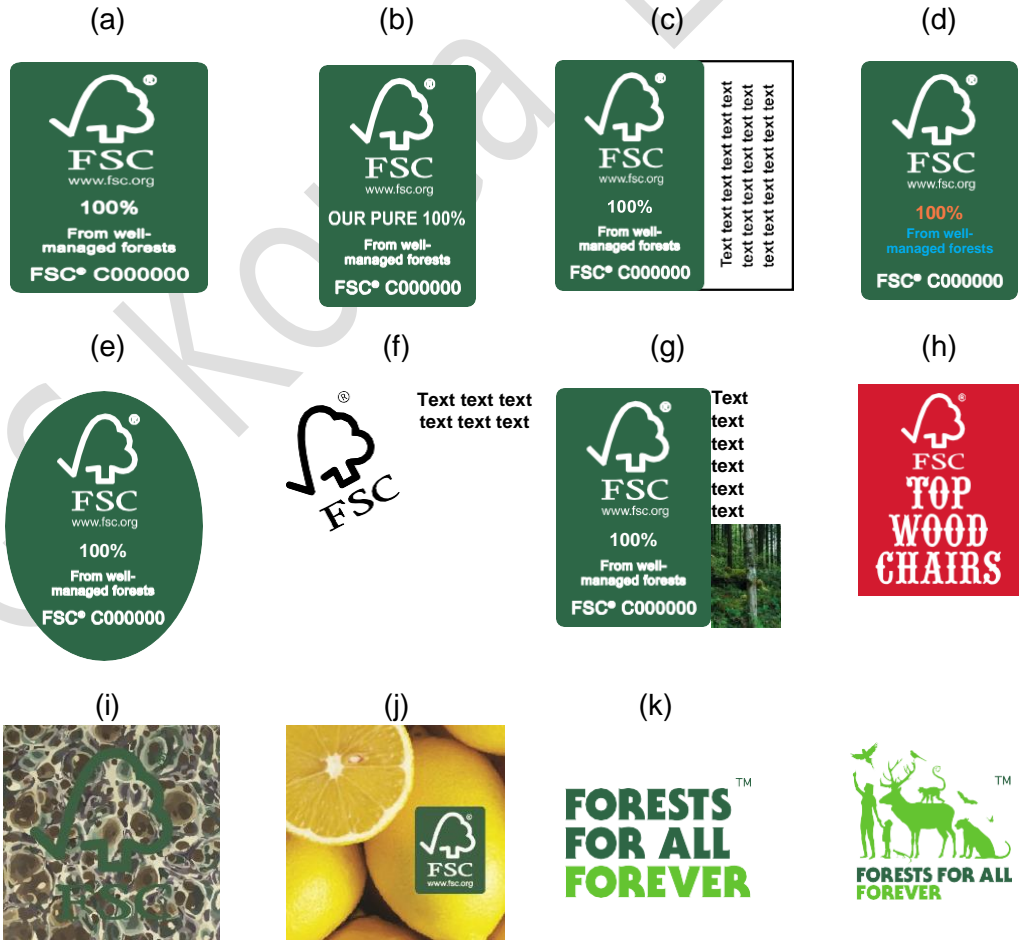 (a)
(b)
(c)
(d)
FSC ®
www.fsc.org
100%
From well-
managed forests
FSC® C000000
FSC ®
www.fsc.org
OUR PURE 100%
From well-
managed forests
FSC® C000000
FSC ®
www.fsc.org
100%
From well-
managed forests
FSC® C000000
Text text text text text text
text text text text text text
text text text text text
FSC ®
www.fsc.org
100%
From well-
managed forests
FSC® C000000
(e)
(f)
(g)
(h)
FSC ®
www.fsc.org
100%
From well-
managed forests
FSC® C000000
®
FSC
Text text text
text text text
FSC ®
www.fsc.org
100%
From well-
managed forests
FSC® C000000
Text
text
text
text
text
text
®
FSC
TOP
WOOD
CHAIRS
(i)
(j)
(k)
FSC
®
FSC
www.fsc.org
FORESTS ™
FOR ALL
FOREVER
™
FORESTS FOR ALL
FOREVER